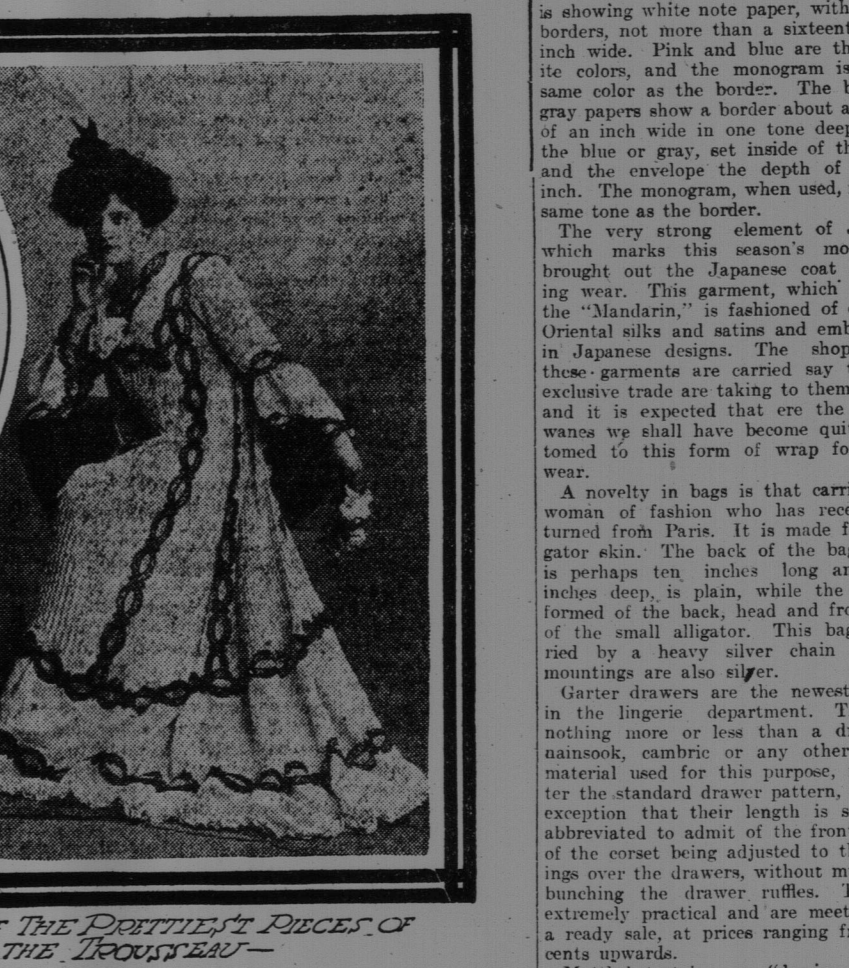 THE PRETTIEST PIECES OF
THE TROUSSEAU—
is showing white note paper, with
borders, not more than a sixteent
inch wide. Pink and blue are th
ite colors, and the monogram is
same color as the border. The b
gray papers show a border about a
of an inch wide in one tone deep
the blue or gray, set inside of th
and the envelope the depth of
inch. The monogram, when used,
same tone as the border.
The very strong element of
which marks this season's mo
brought out the Japanese coat
ing wear. This garment, which
the "Mandarin," is fashioned of
Oriental silks and satins and emb
in Japanese designs. The shop
these garments are carried say
exclusive trade are taking to them
and it is expected that ere the
wanes we shall have become qui
tomed to this form of wrap fo
wear.
A novelty in bags is that carri
woman of fashion who has rece
turned from Paris. It is made f
gator skin. The back of the bag
is perhaps ten inches long an
inches deep, is plain, while the
formed of the back, head and fro
of the small alligator. This bag
ried by a heavy silver chain
mountings are also silver.
Garter drawers are the newest
in the lingerie department. T
nothing more or less than a d
nainsook, cambric or any other
material used for this purpose,
ter the standard drawer pattern,
exception that their length is s
abbreviated to admit of the fron
of the corset being adjusted to th
ings over the drawers, without m
bunching the drawer ruffles. T
extremely practical and are meet
a ready sale, at prices ranging f
cents upwards.